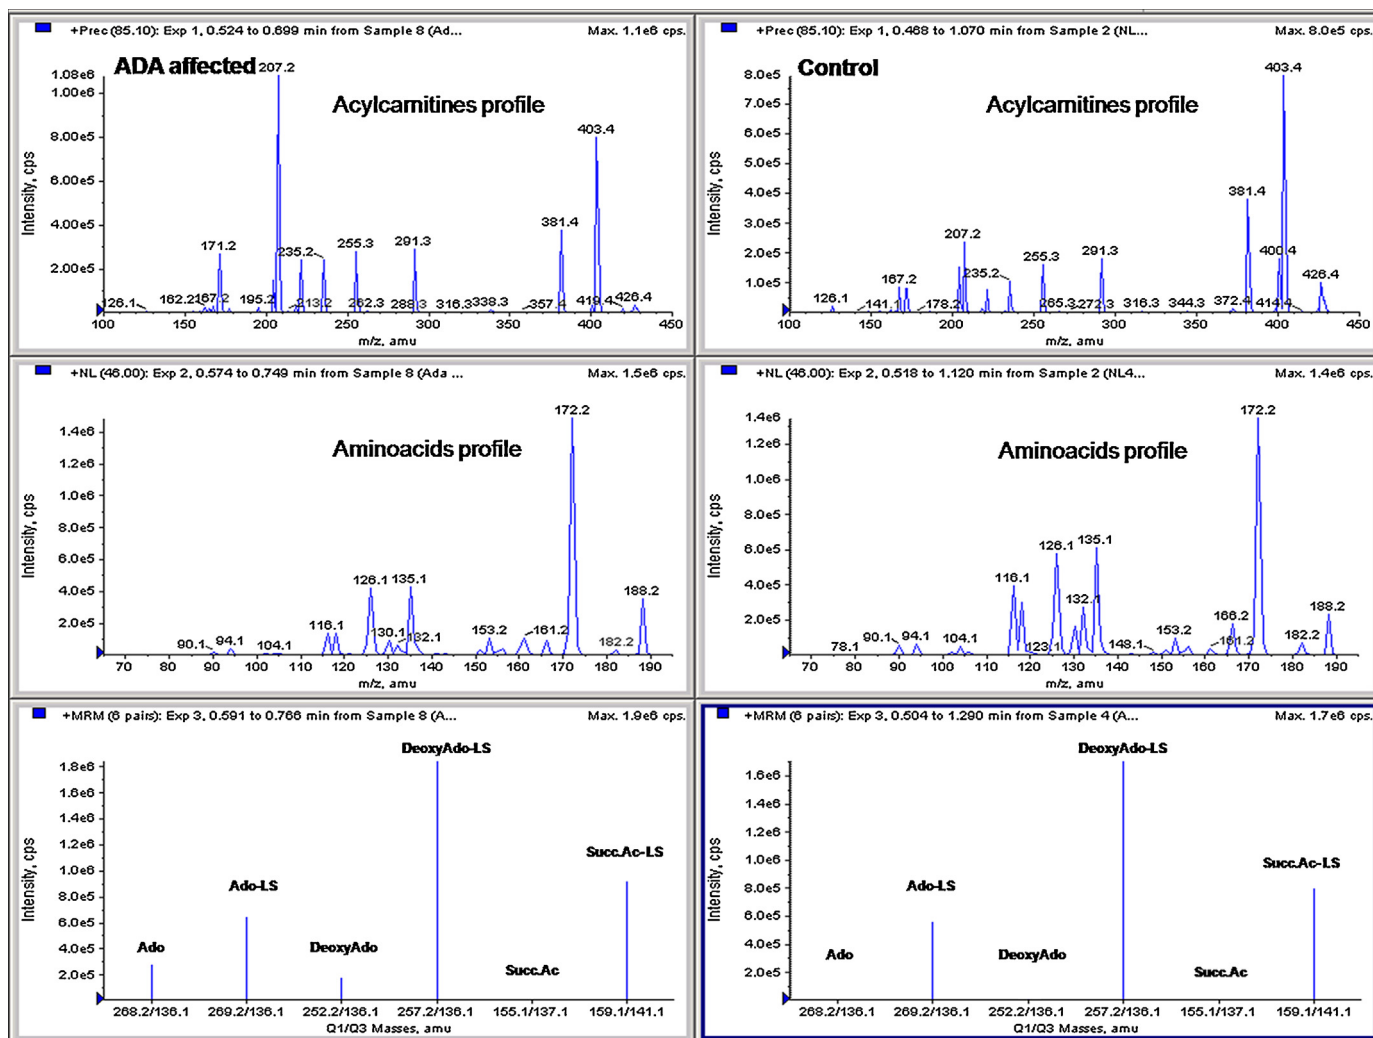 +Prec (85.10): Exp 1, 0.524 to 0.699 min from Sample 8 (Ad... Max. 1.1e6 cps.
ADA affected
Acylcarnitines profile
1.08e6
1.00e6
8.00e5
6.00e5
4.00e5
2.00e5
Intensity, cps
126.1 162.2 167.2 171.2 195.2 207.2 213.2 235.2 255.3 262.3 288.3 291.3 316.3 338.3 357.4 381.4 403.4 419.4 426.4
100 150 200 250 300 350 400 450
m/z, amu
+Prec (85.10): Exp 1, 0.468 to 1.070 min from Sample 2 (NL... Max. 8.0e5 cps.
Control
Acylcarnitines profile
8.0e5
7.0e5
6.0e5
5.0e5
4.0e5
3.0e5
2.0e5
1.0e5
Intensity, cps
126.1 141.1 167.2 178.2 207.2 235.2 255.3 265.3 272.3 291.3 316.3 344.3 372.4 381.4 400.4 403.4 414.4 426.4
100 150 200 250 300 350 400 450
m/z, amu
+NL (46.00): Exp 2, 0.574 to 0.749 min from Sample 8 (Ada ... Max. 1.5e6 cps.
Aminoacids profile
1.4e6
1.2e6
1.0e6
8.0e5
6.0e5
4.0e5
2.0e5
Intensity, cps
90.1 94.1 104.1 116.1 126.1 130.1 132.1 135.1 153.2 161.2 172.2 182.2 188.2
70 80 90 100 110 120 130 140 150 160 170 180 190
m/z, amu
+NL (46.00): Exp 2, 0.518 to 1.120 min from Sample 2 (NL4... Max. 1.4e6 cps.
Aminoacids profile
1.4e6
1.2e6
1.0e6
8.0e5
6.0e5
4.0e5
2.0e5
Intensity, cps
78.1 90.1 94.1 104.1 116.1 123.1 126.1 132.1 135.1 148.1 153.2 161.2 166.2 172.2 182.2 188.2
70 80 90 100 110 120 130 140 150 160 170 180 190
m/z, amu
+MRM (6 pairs): Exp 3, 0.591 to 0.766 min from Sample 8 (A... Max. 1.9e6 cps.
1.8e6
1.6e6
1.4e6
1.2e6
1.0e6
8.0e5
6.0e5
4.0e5
2.0e5
Intensity, cps
Ado Ado-LS DeoxyAdo DeoxyAdo-LS Succ.Ac Succ.Ac-LS
268.2/136.1 269.2/136.1 252.2/136.1 257.2/136.1 155.1/137.1 159.1/141.1
Q1/Q3 Masses, amu
+MRM (6 pairs): Exp 3, 0.504 to 1.290 min from Sample 4 (A... Max. 1.7e6 cps.
1.6e6
1.4e6
1.2e6
1.0e6
8.0e5
6.0e5
4.0e5
2.0e5
Intensity, cps
Ado Ado-LS DeoxyAdo DeoxyAdo-LS Succ.Ac Succ.Ac-LS
268.2/136.1 269.2/136.1 252.2/136.1 257.2/136.1 155.1/137.1 159.1/141.1
Q1/Q3 Masses, amu